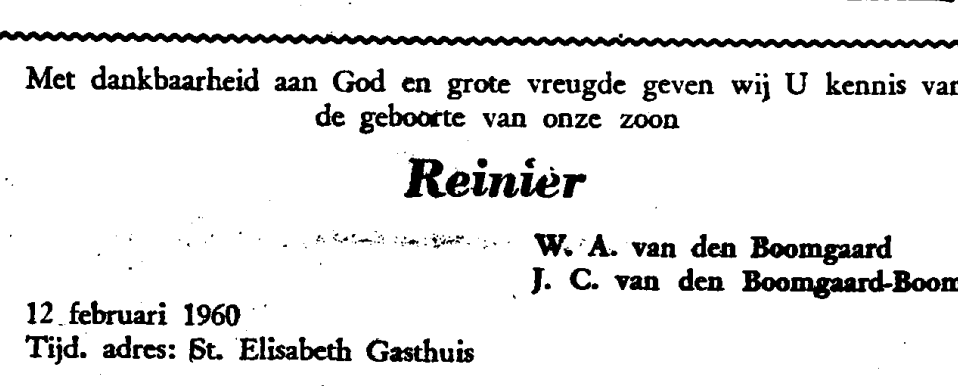 Met dankbaarheid aan God en grote vreugde geven wij U kennis van
de geboorte van onze zoon
Reinier
W. A. van den Boomgaard
J. C. van den Boomgaard-Boom
12 februari 1960
Tijd. adres: St. Elisabeth Gasthuis